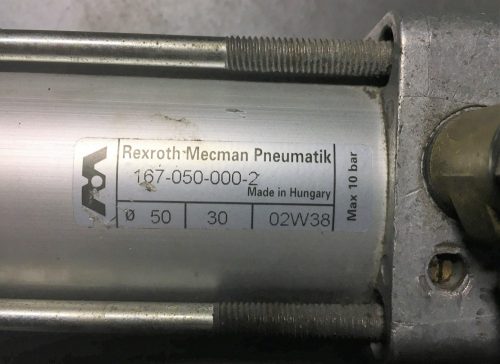 Rexroth Mecman Pneumatik
167-050-000-2
Made in Hungary
ø 50 30 02W38
Max 10 bar